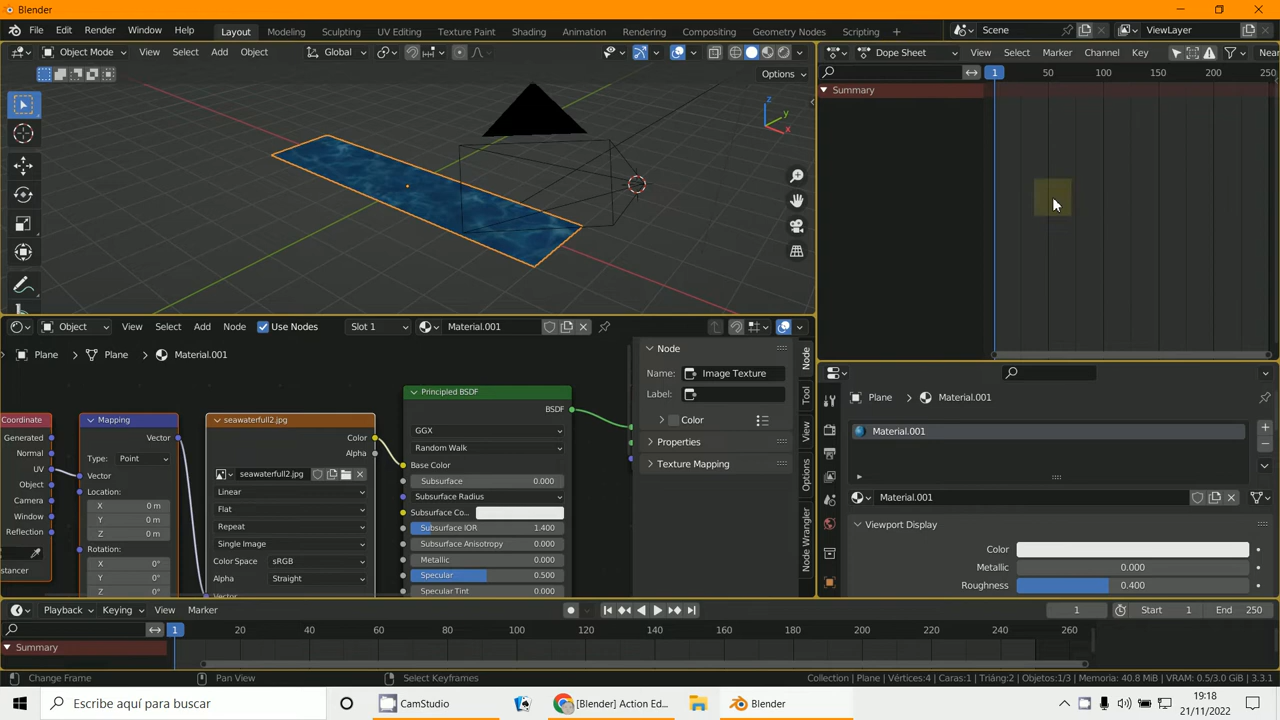 Blender
File Edit Render Window Help Layout Modeling Sculpting UV Editing Texture Paint Shading Animation Rendering Compositing Geometry Nodes Scripting + Scene ViewLayer
Object Mode View Select Add Object Global
Options
Dope Sheet View Select Marker Channel Key Near
1 50 100 150 200 250
Summary
z
y
x
Object View Select Add Node Use Nodes Slot 1 Material.001
Plane Plane Material.001
Coordinate
Generated
Normal
UV
Object
Camera
Window
Reflection
stancer
Mapping
Vector
Type: Point
Vector
Location:
X 0 m
Y 0 m
Z 0 m
Rotation:
X 0°
Y 0°
Z 0°
seawaterfull2.jpg
Color
Alpha
seawaterfull2.jpg
Linear
Flat
Repeat
Single Image
Color Space sRGB
Alpha Straight
Vector
Principled BSDF
BSDF
GGX
Random Walk
Base Color
Subsurface 0.000
Subsurface Radius
Subsurface Co...
Subsurface IOR 1.400
Subsurface Anisotropy 0.000
Metallic 0.000
Specular 0.500
Specular Tint 0.000
Node
Name: Image Texture
Label:
Color
Properties
Texture Mapping
Node
Tool
View
Options
Node Wrangler
Plane Material.001
Material.001
Material.001
Viewport Display
Color
Metallic 0.000
Roughness 0.400
Playback Keying View Marker 1 Start 1 End 250
1 20 40 60 80 100 120 140 160 180 200 220 240 260
Summary
Change Frame Pan View Select Keyframes Collection | Plane | Vértices:4 | Caras:1 | Triáng:2 | Objetos:1/3 | Memoria: 40.8 MiB | VRAM: 0.5/3.0 GiB | 3.3.1
Escribe aquí para buscar CamStudio [Blender] Action Ed... Blender
19:18
21/11/2022